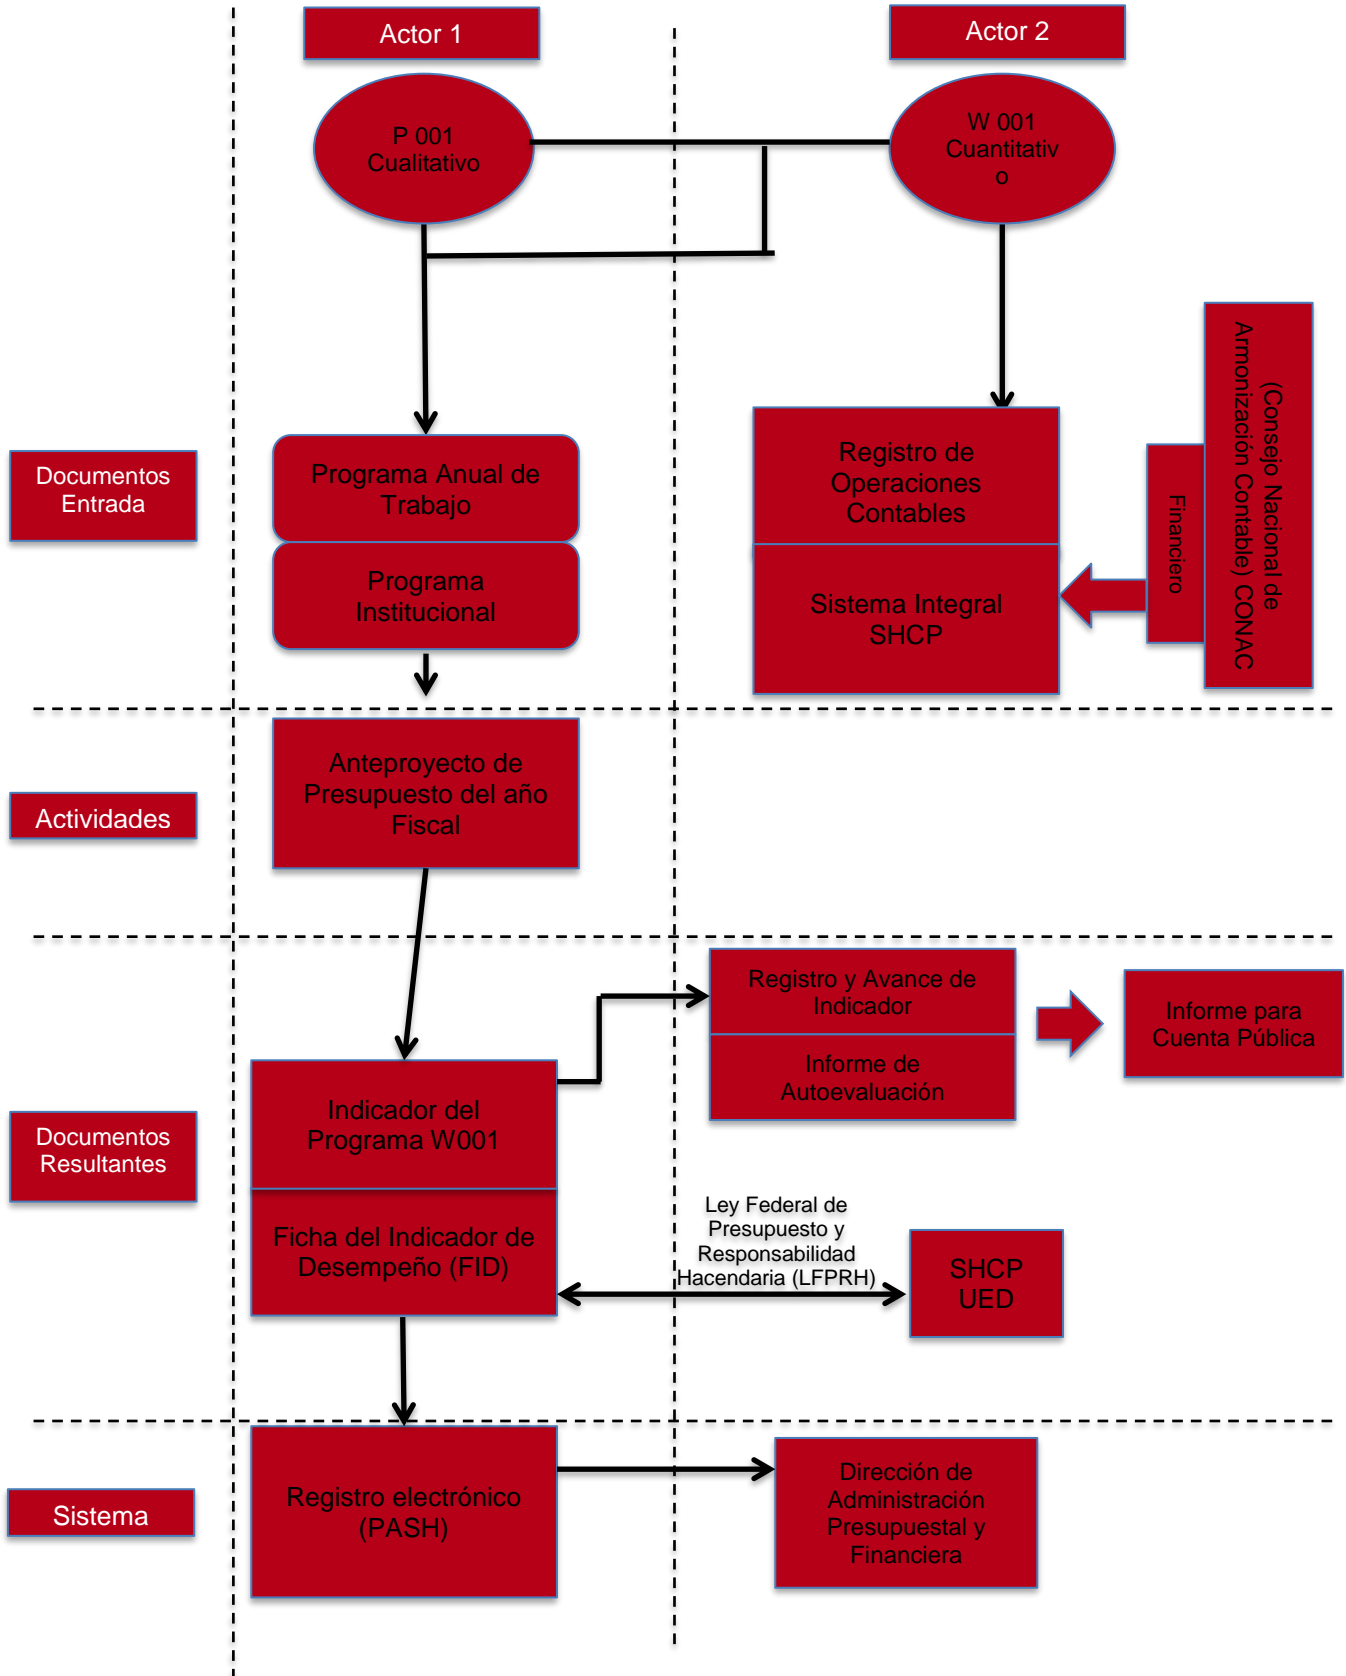 Actor 1
Actor 2
P 001
Cualitativo
W 001
Cuantitativ
o
Documentos
Entrada
Programa Anual de
Trabajo
Programa
Institucional
Registro de
Operaciones
Contables
Sistema Integral
SHCP
Financiero
(Consejo Nacional de
Armonización Contable) CONAC
Actividades
Anteproyecto de
Presupuesto del año
Fiscal
Documentos
Resultantes
Indicador del
Programa W001
Ficha del Indicador de
Desempeño (FID)
Registro y Avance de
Indicador
Informe de
Autoevaluación
Informe para
Cuenta Pública
Ley Federal de
Presupuesto y
Responsabilidad
Hacendaria (LFPRH)
SHCP
UED
Sistema
Registro electrónico
(PASH)
Dirección de
Administración
Presupuestal y
Financiera